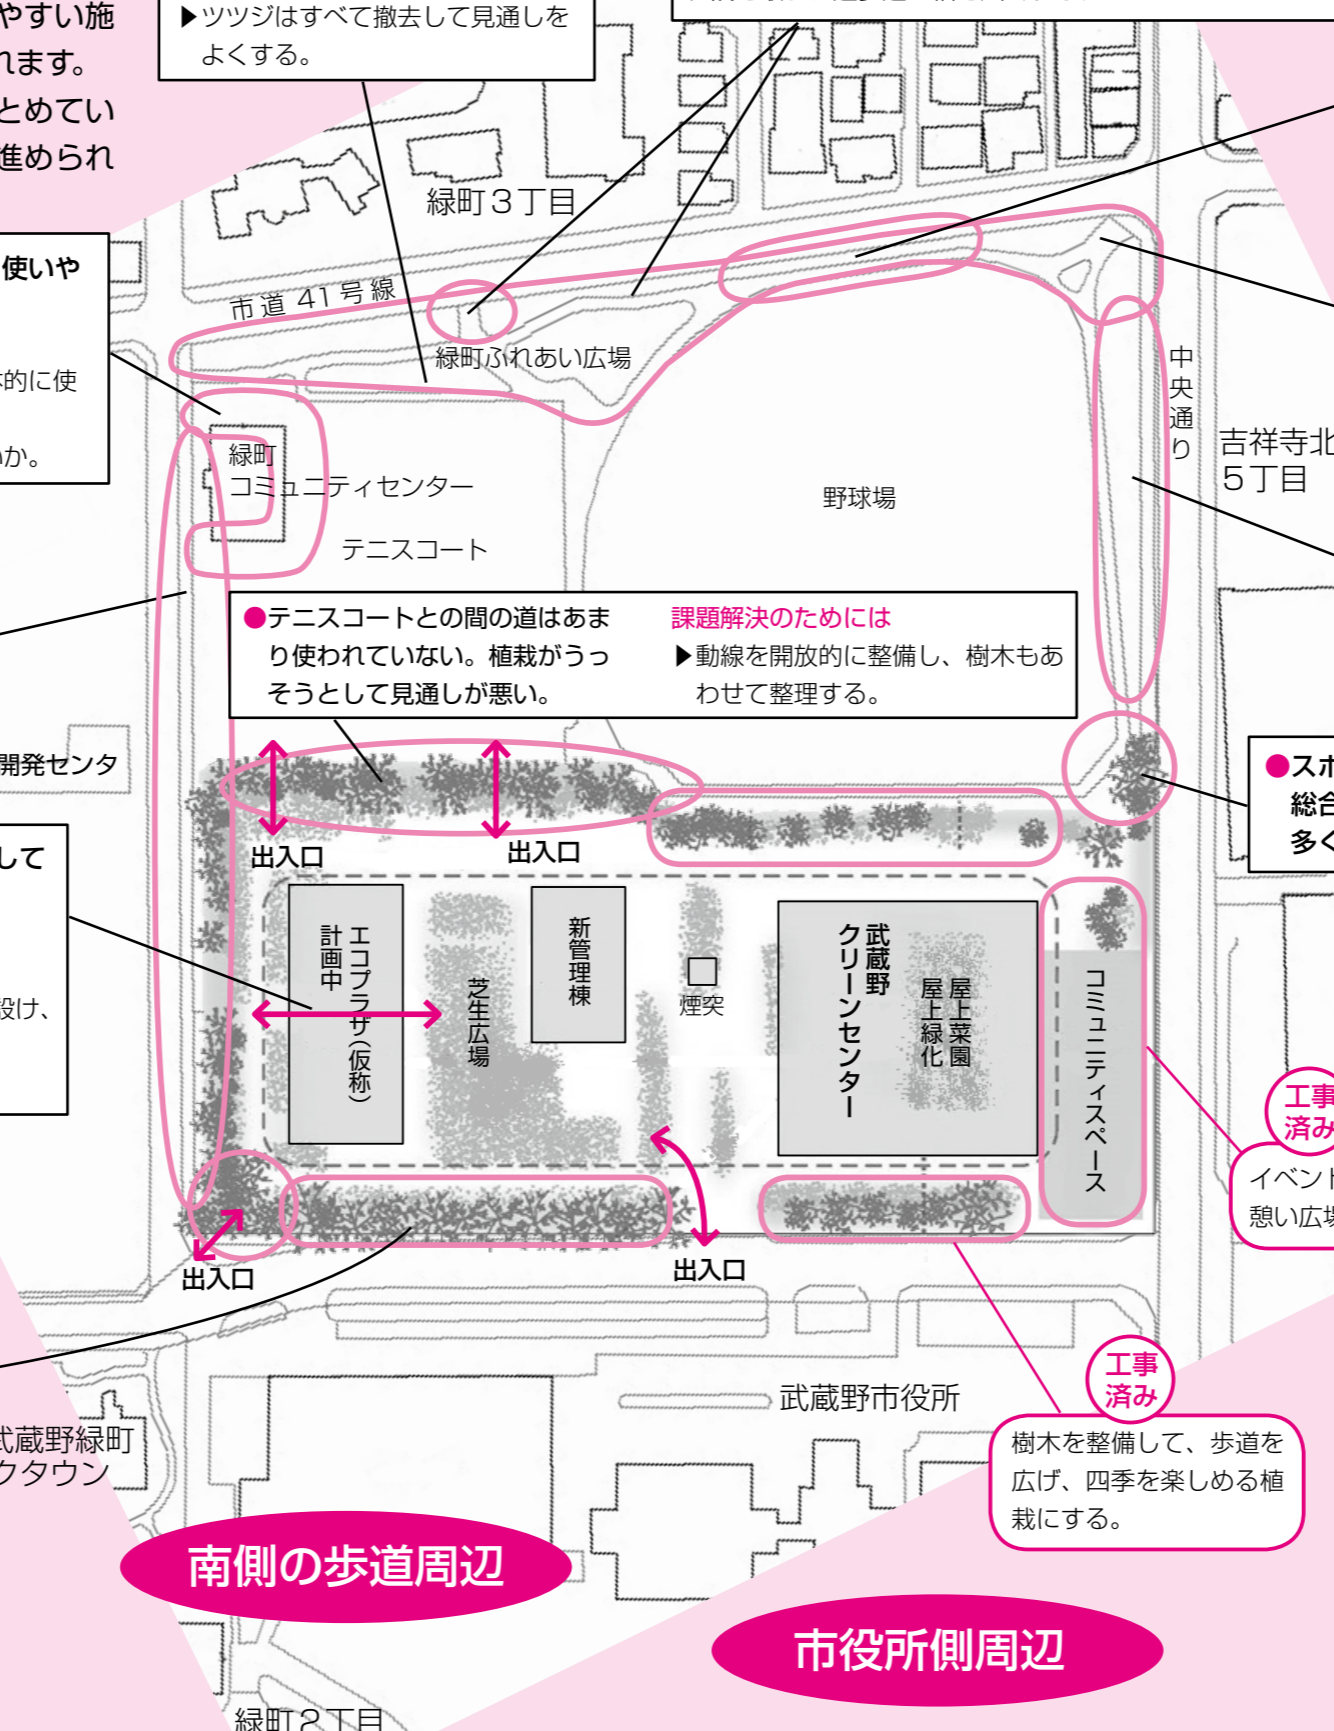 やすい施
れます。
とめてい
進められ
▶ツツジはすべて撤去して見通しを
よくする。
緑町３丁目
使いや
的に使
か。
市道 41 号線
緑町ふれあい広場
中央通り
吉祥寺北
５丁目
緑町
コミュニティセンター
野球場
テニスコート
●テニスコートとの間の道はあま
り使われていない。植栽がうっ
そうとして見通しが悪い。
課題解決のためには
▶動線を開放的に整備し、樹木もあ
わせて整理する。
開発センタ
●スポ
総合
多く
して
設け、
出入口
出入口
エコプラザ（仮称）
計画中
芝生広場
新管理棟
煙突
武蔵野
クリーンセンター
屋上菜園
屋上緑化
コミュニティスペース
工事
済み
イベント
憩い広場
出入口
出入口
武蔵野市役所
工事
済み
樹木を整備して、歩道を
広げ、四季を楽しめる植
栽にする。
武蔵野緑町
クタウン
南側の歩道周辺
市役所側周辺
緑町２丁目